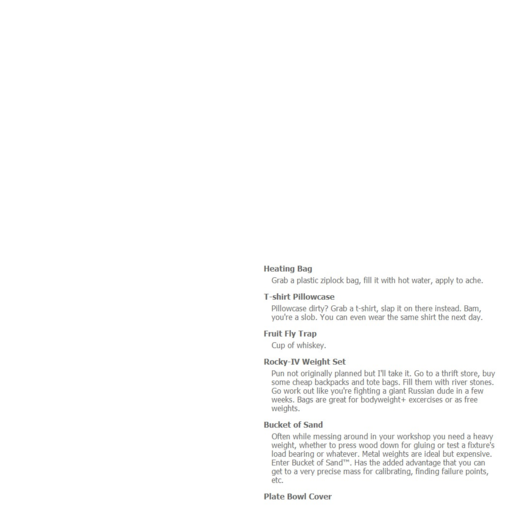 Heating Bag
Grab a plastic ziplock bag, fill it with hot water, apply to ache.
T-shirt Pillowcase
Pillowcase dirty? Grab a t-shirt, slap it on there instead. Bam,
you're a slob. You can even wear the same shirt the next day.
Fruit Fly Trap
Cup of whiskey.
Rocky-IV Weight Set
Pun not originally planned but I'll take it. Go to a thrift store, buy
some cheap backpacks and tote bags. Fill them with river stones.
Go work out like you're fighting a giant Russian dude in a few
weeks. Bags are great for bodyweight+ excercises or as free
weights.
Bucket of Sand
Often while messing around in your workshop you need a heavy
weight, whether to press wood down for gluing or test a fixture's
load bearing or whatever. Metal weights are ideal but expensive.
Enter Bucket of Sand™. Has the added advantage that you can
get to a very precise mass for calibrating, finding failure points,
etc.
Plate Bowl Cover